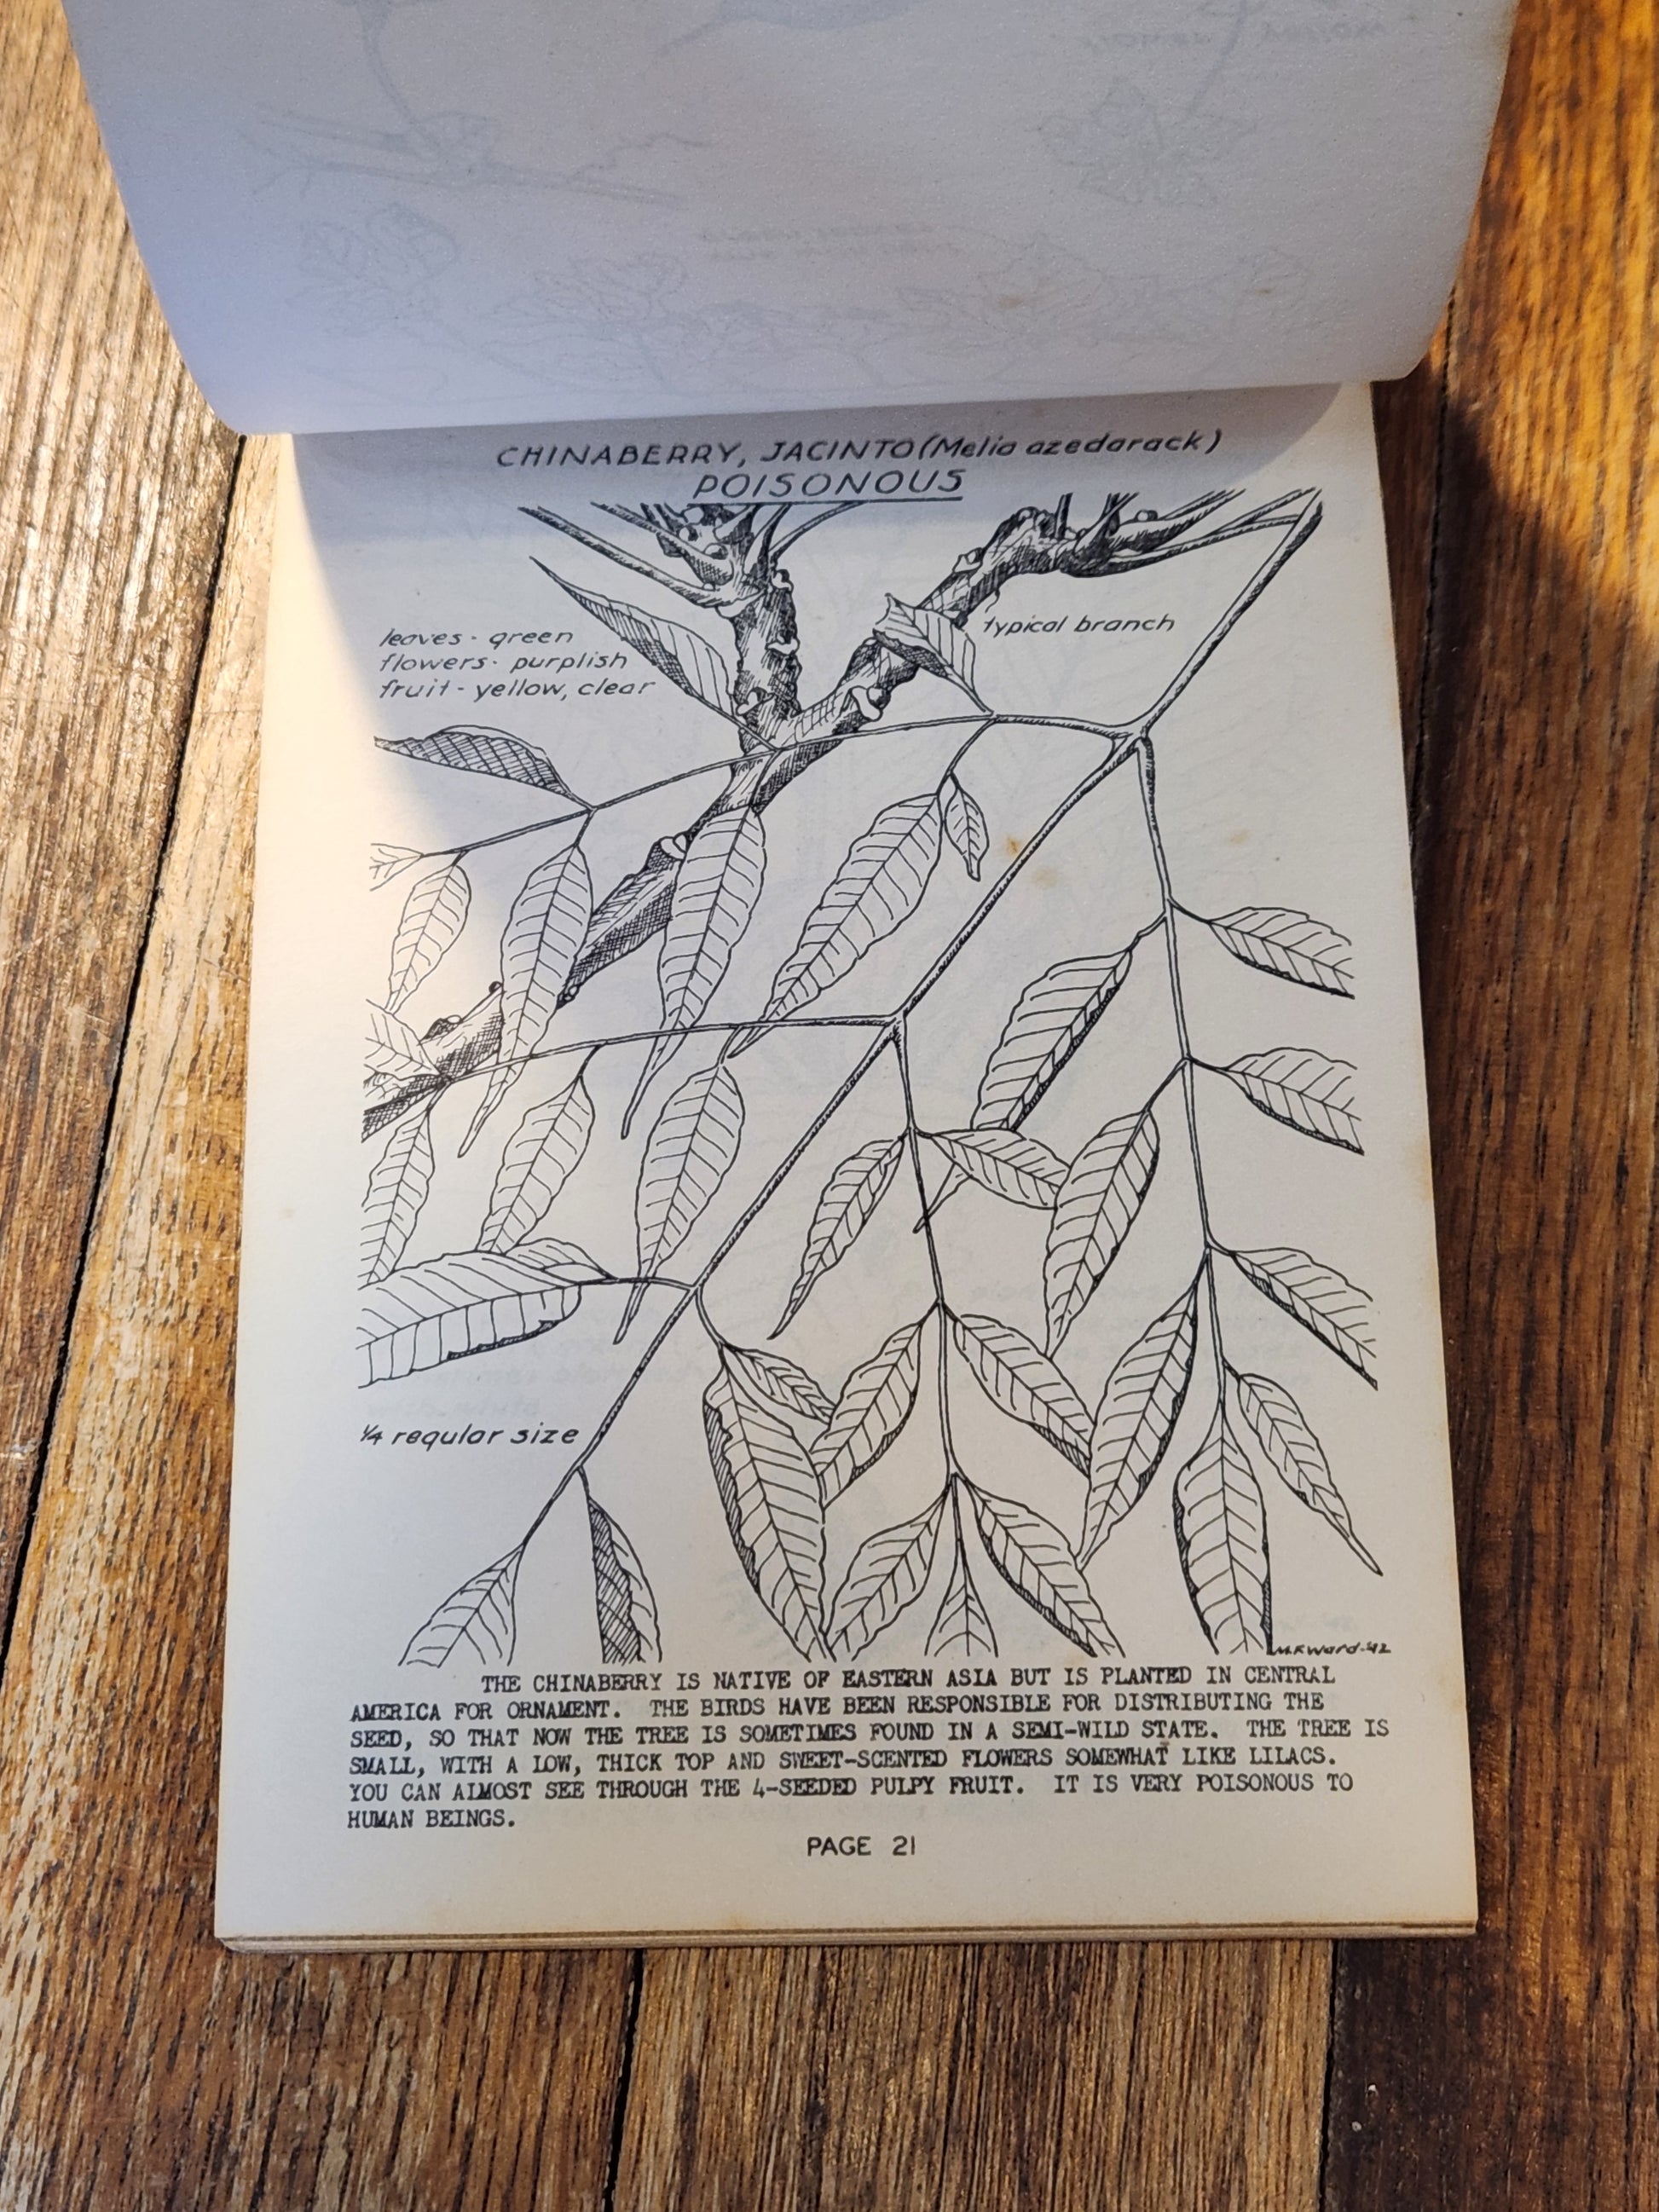 CHINABERRY, JACINTO (Melia azedarack)
POISONOUS
leaves - green
flowers - purplish
fruit - yellow, clear
typical branch
¼ regular size
M.F.Ward-'42
THE CHINABERRY IS NATIVE OF EASTERN ASIA BUT IS PLANTED IN CENTRAL
AMERICA FOR ORNAMENT. THE BIRDS HAVE BEEN RESPONSIBLE FOR DISTRIBUTING THE
SEED, SO THAT NOW THE TREE IS SOMETIMES FOUND IN A SEMI-WILD STATE. THE TREE IS
SMALL, WITH A LOW, THICK TOP AND SWEET-SCENTED FLOWERS SOMEWHAT LIKE LILACS.
YOU CAN ALMOST SEE THROUGH THE 4-SEEDED PULPY FRUIT. IT IS VERY POISONOUS TO
HUMAN BEINGS.
PAGE 21